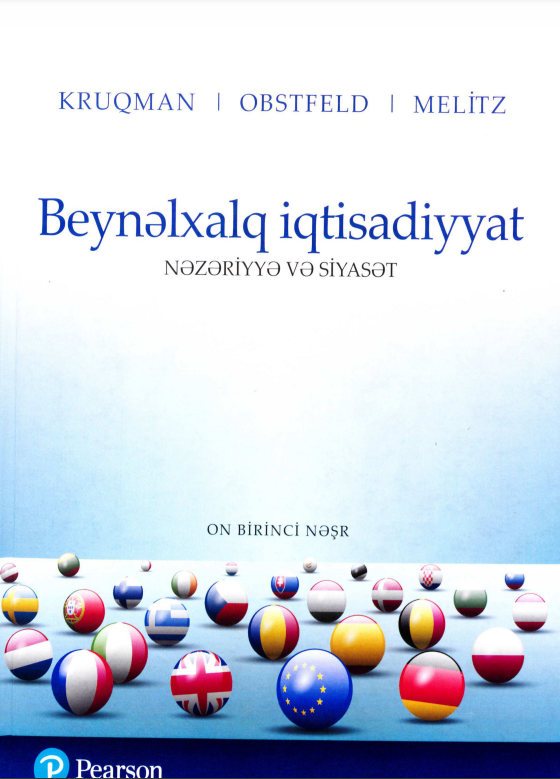 KRUQMAN | OBSTFELD | MELİTZ
Beynəlxalq iqtisadiyyat
NƏZƏRİYYƏ VƏ SİYASƏT
ON BİRİNCİ NƏŞR
P Pearson